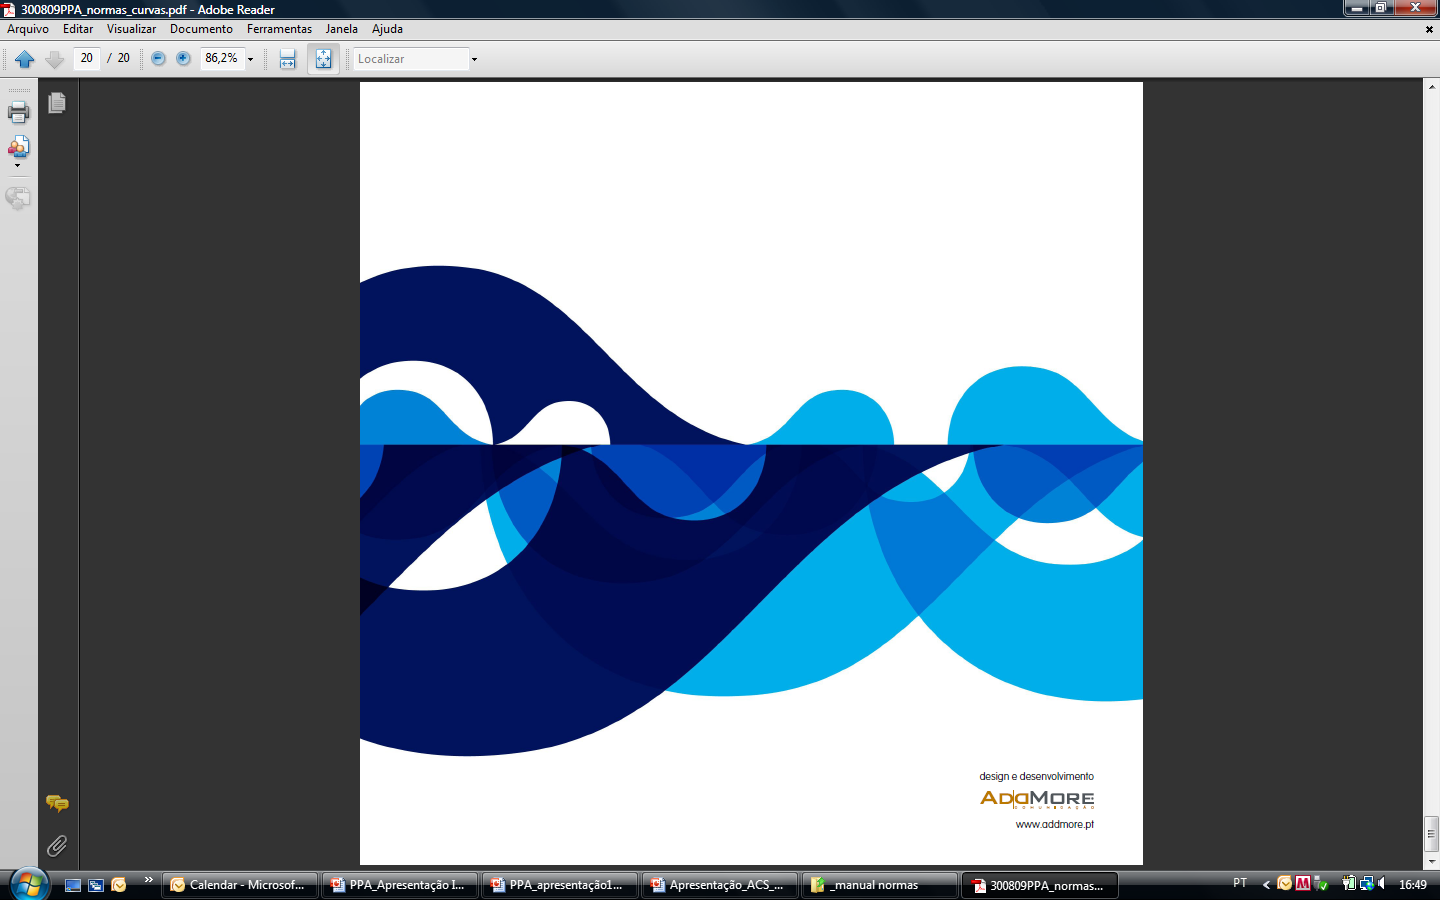 300809PPA_normas_curvas.pdf - Adobe Reader
Arquivo Editar Visualizar Documento Ferramentas Janela Ajuda
20 / 20 86,2% Localizar
design e desenvolvimento
ADDMORE
COMUNICAÇÃO
www.addmore.pt
Calendar - Microsof... PPA_Apresentação I... PPA_apresentação1... Apresentação_ACS_... _manual normas 300809PPA_normas... PT 16:49